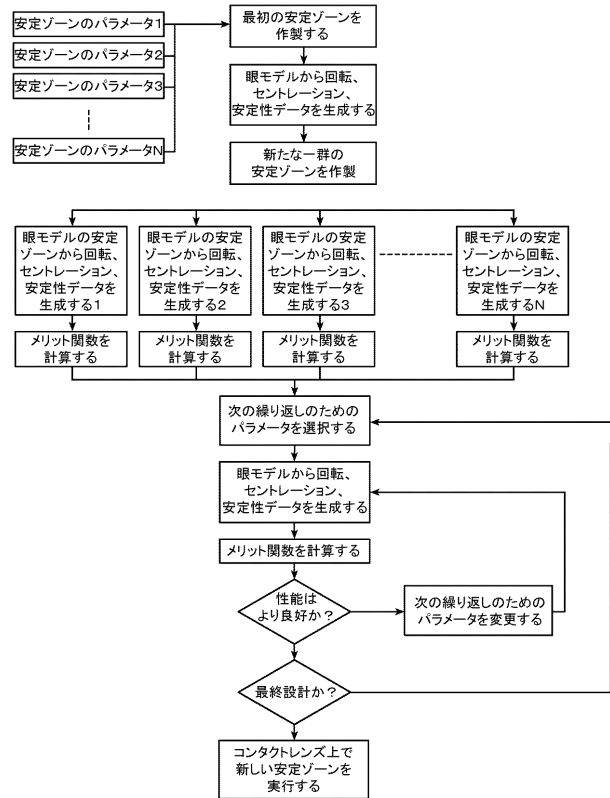 安定ゾーンのパラメータ1
安定ゾーンのパラメータ2
安定ゾーンのパラメータ3
安定ゾーンのパラメータN
最初の安定ゾーンを
作製する
眼モデルから回転、
セントレーション、
安定性データを生成する
新たな一群の
安定ゾーンを作製
眼モデルの安定
ゾーンから回転、
セントレーション、
安定性データを
生成する1
眼モデルの安定
ゾーンから回転、
セントレーション、
安定性データを
生成する2
眼モデルの安定
ゾーンから回転、
セントレーション、
安定性データを
生成する3
眼モデルの安定
ゾーンから回転、
セントレーション、
安定性データを
生成するN
メリット関数を
計算する
メリット関数を
計算する
メリット関数を
計算する
メリット関数を
計算する
次の繰り返しのための
パラメータを選択する
眼モデルから回転、
セントレーション、
安定性データを生成する
メリット関数を計算する
性能は
より良好か?
次の繰り返しのための
パラメータを変更する
最終設計か?
コンタクトレンズ上で
新しい安定ゾーンを
実行する